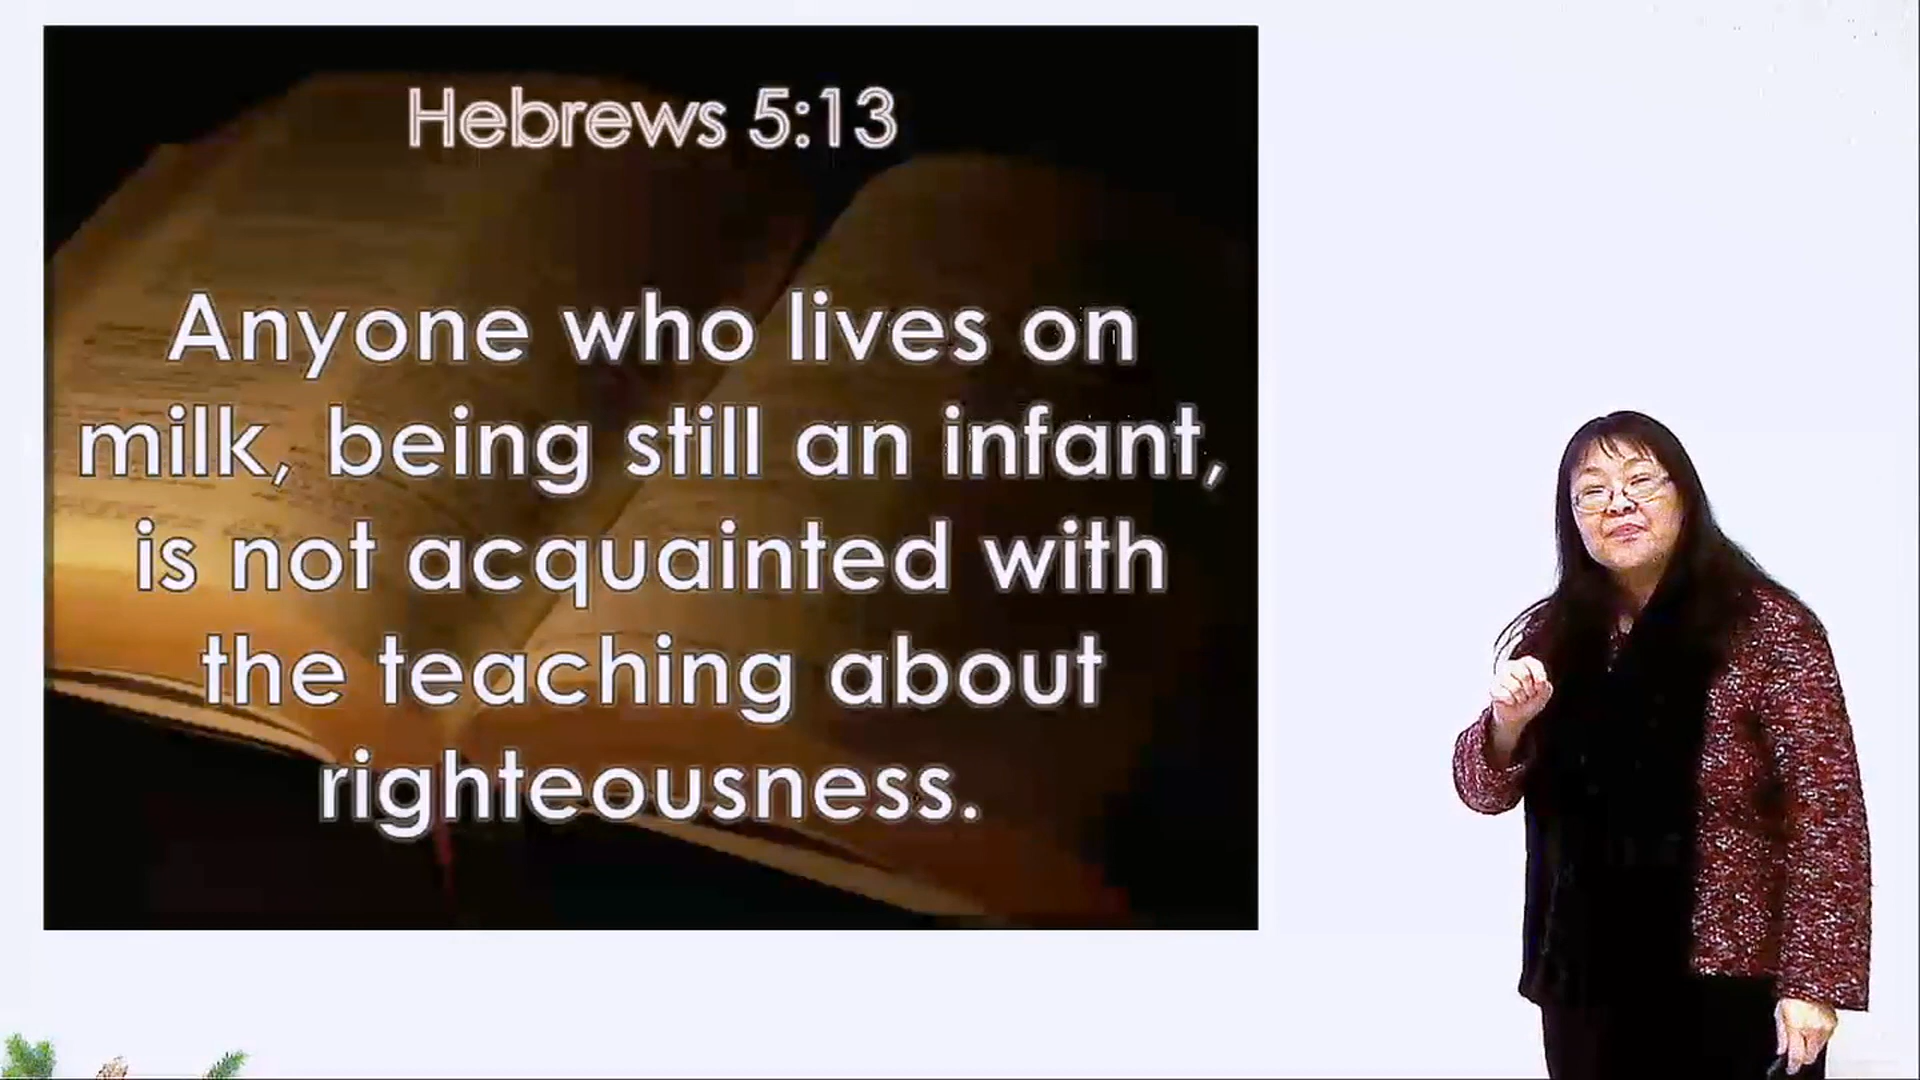 Hebrews 5:13
Anyone who lives on
milk, being still an infant,
is not acquainted with
the teaching about
righteousness.